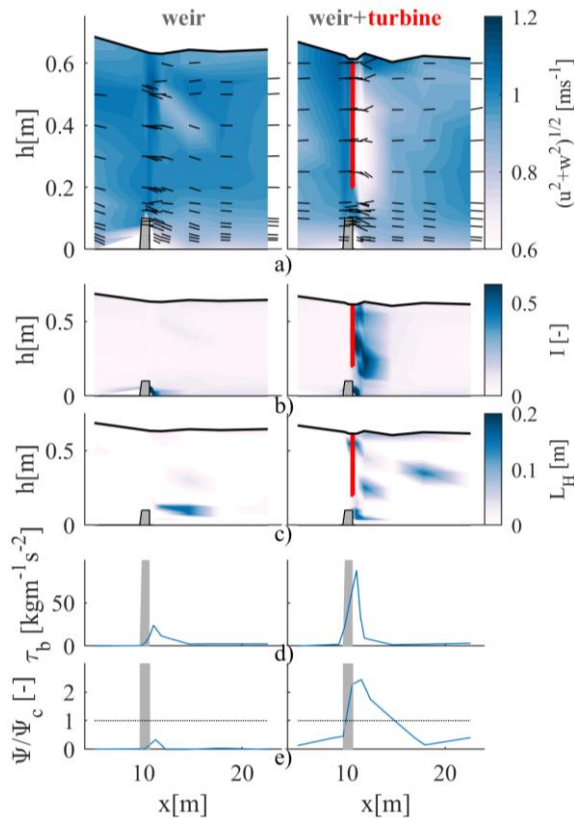 weir weir+turbine
1.2
0.6
1
0.4
0.8
0.2
0 0.6
h[m] (u²+w²)^1/2 [ms⁻¹]
a)
0.5
0.5
0 0
h[m] I [-]
b)
0.2
0.5
0.1
0 0
h[m] L_H [m]
c)
50
0
τ_b [kgm⁻¹s⁻²]
d)
2
1
0
Ψ/Ψ_c [-]
e)
10 20 10 20
x[m] x[m]